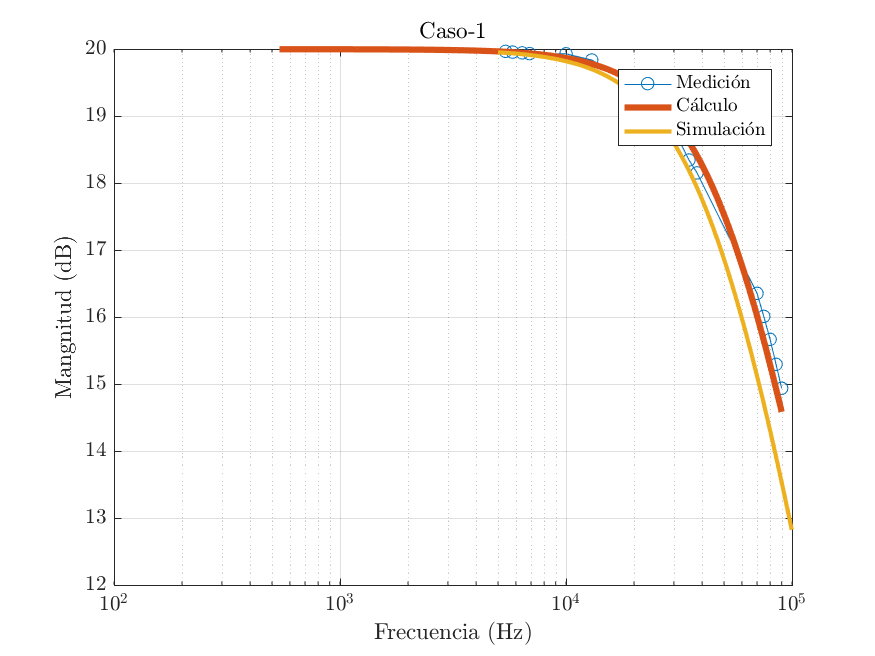 Caso-1
20
19
18
17
16
15
14
13
12
Mangnitud (dB)
Medición
Cálculo
Simulación
10²
10³
10⁴
10⁵
Frecuencia (Hz)